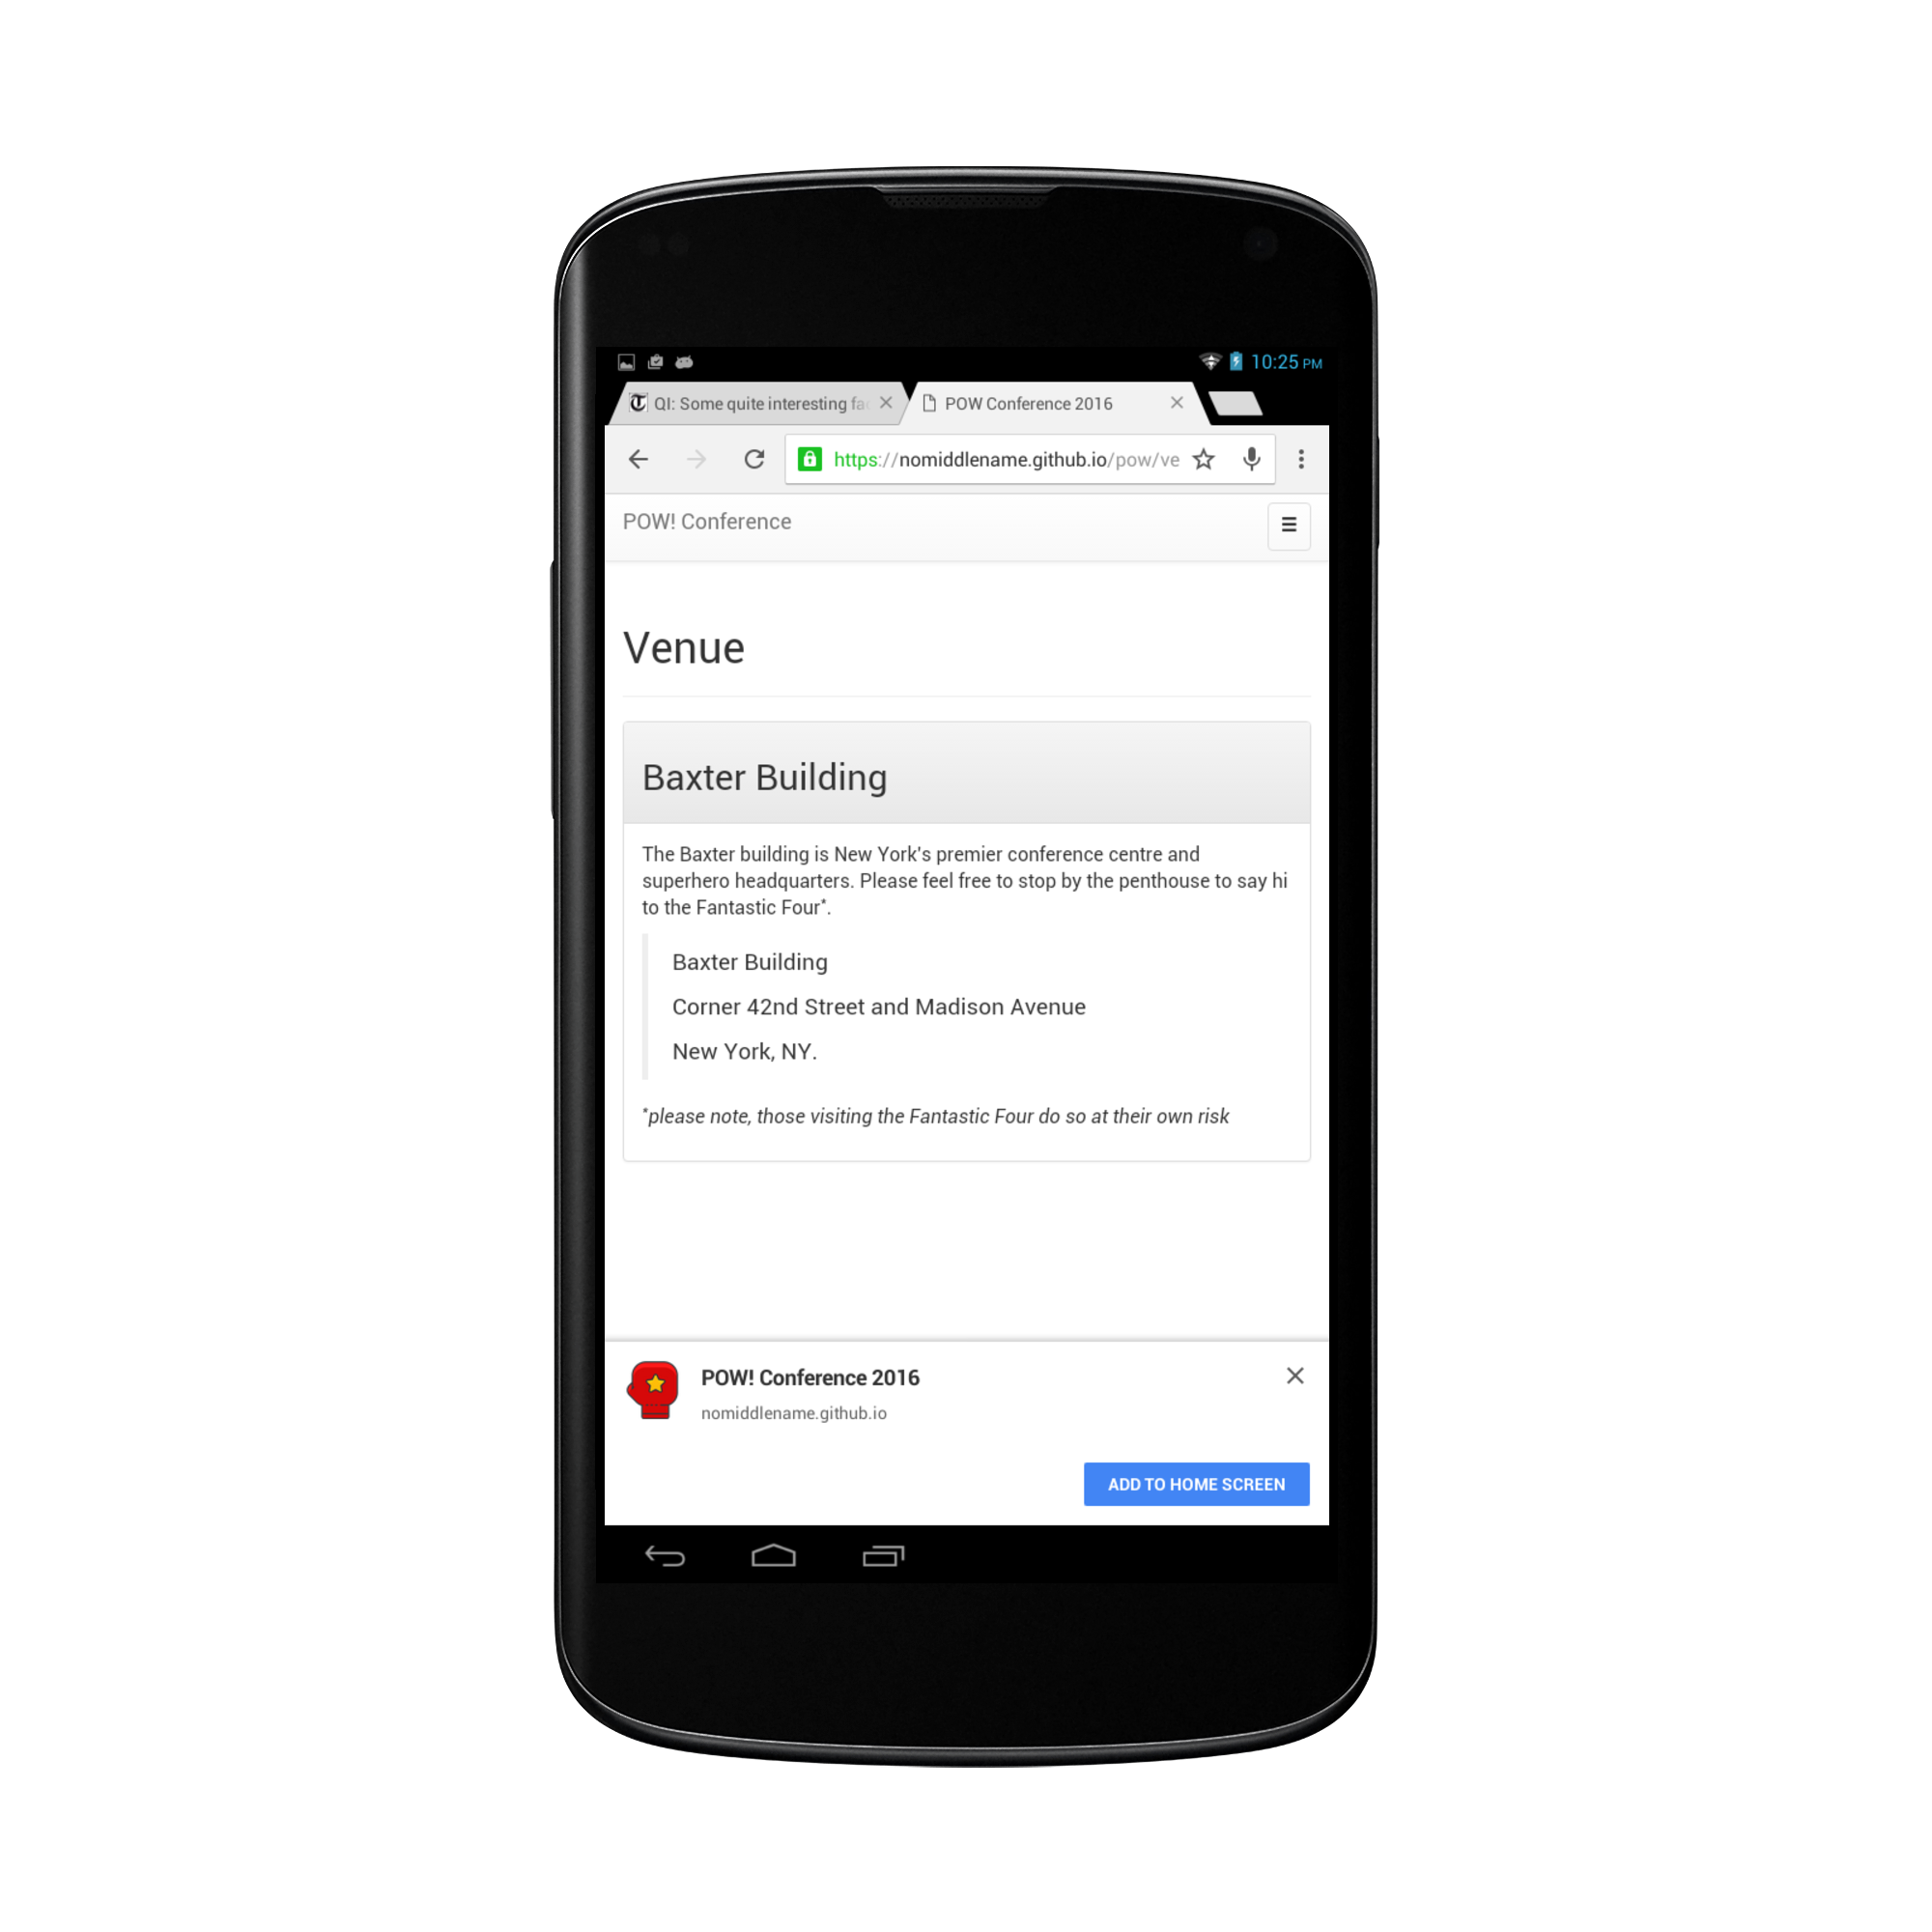 10:25 PM
QI: Some quite interesting fac
POW Conference 2016
https://nomiddlename.github.io/pow/ve
POW! Conference
Venue
Baxter Building
The Baxter building is New York's premier conference centre and
superhero headquarters. Please feel free to stop by the penthouse to say hi
to the Fantastic Four*.
Baxter Building
Corner 42nd Street and Madison Avenue
New York, NY.
*please note, those visiting the Fantastic Four do so at their own risk
POW! Conference 2016
nomiddlename.github.io
ADD TO HOME SCREEN